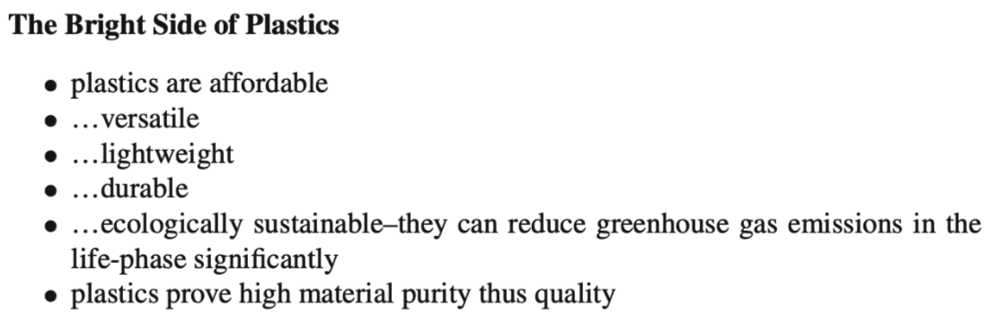 The Bright Side of Plastics
• plastics are affordable
• …versatile
• …lightweight
• …durable
• …ecologically sustainable–they can reduce greenhouse gas emissions in the
life-phase significantly
• plastics prove high material purity thus quality